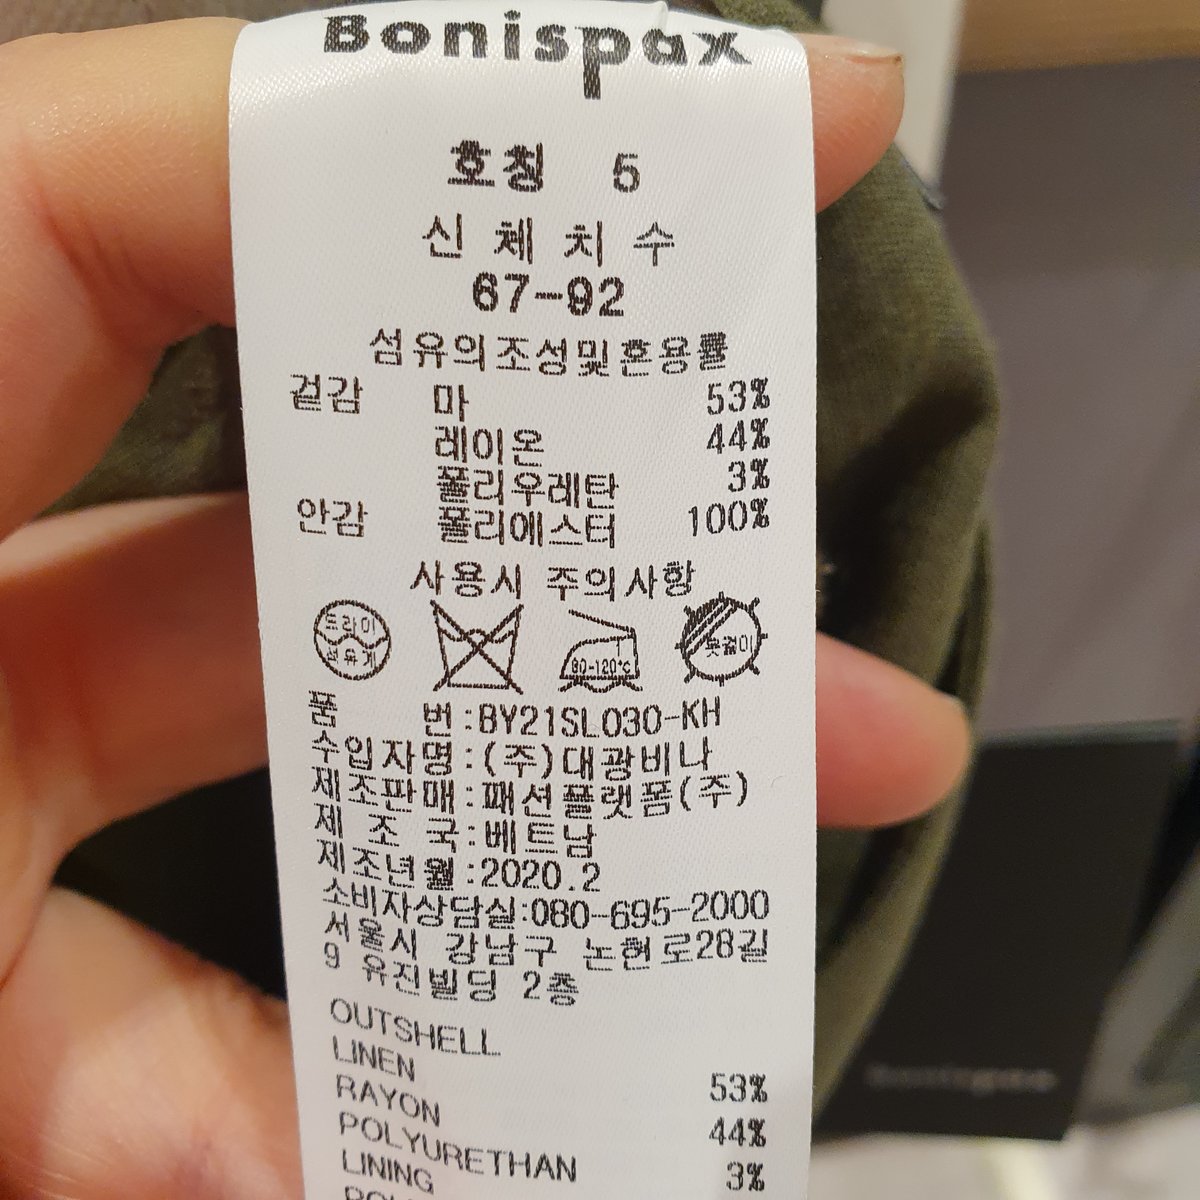 Bonispax
호칭 5
신체치수
67-92
섬유의조성및혼용률
겉감 마 53%
레이온 44%
폴리우레탄 3%
안감 폴리에스터 100%
사용시 주의사항
드라이
석유계
80-120℃
옷걸이
품 번:BY21SL030-KH
수입자명:(주)대광비나
제조판매:패션플랫폼(주)
제 조 국:베트남
제조년월:2020.2
소비자상담실:080-695-2000
서울시 강남구 논현로28길
9 유진빌딩 2층
OUTSHELL
LINEN 53%
RAYON 44%
POLYURETHAN 3%
LINING